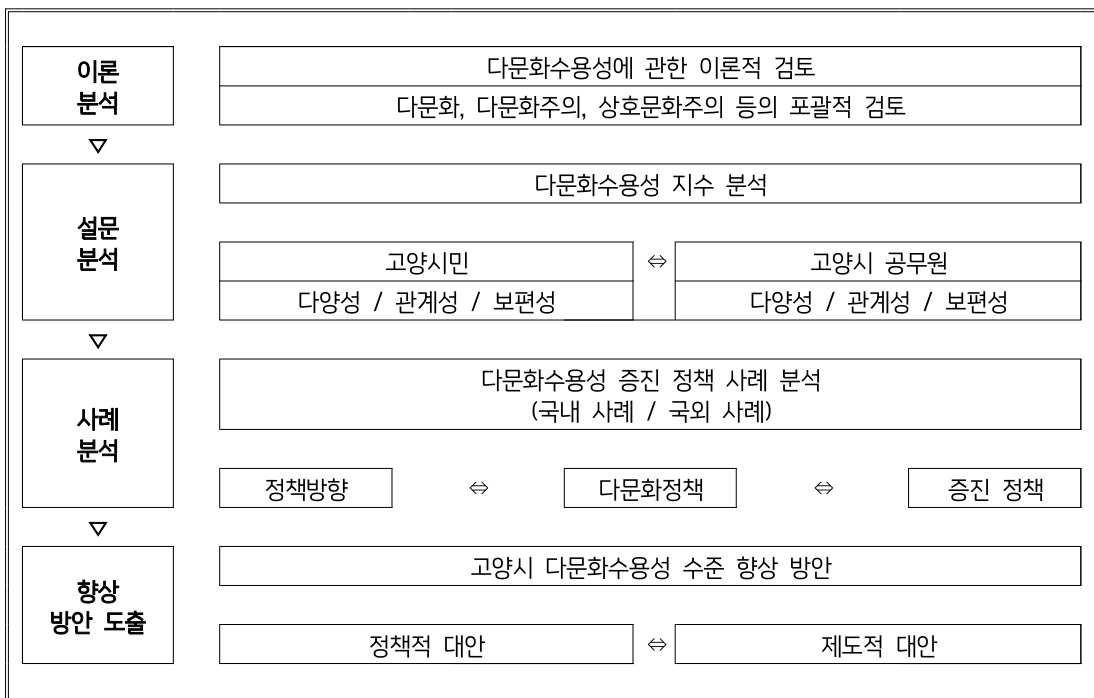 이론
분석
다문화수용성에 관한 이론적 검토
다문화, 다문화주의, 상호문화주의 등의 포괄적 검토
▽
설문
분석
다문화수용성 지수 분석
고양시민 ⇔ 고양시 공무원
다양성 / 관계성 / 보편성 다양성 / 관계성 / 보편성
▽
사례
분석
다문화수용성 증진 정책 사례 분석
(국내 사례 / 국외 사례)
정책방향 ⇔ 다문화정책 ⇔ 증진 정책
▽
향상
방안 도출
고양시 다문화수용성 수준 향상 방안
정책적 대안 ⇔ 제도적 대안